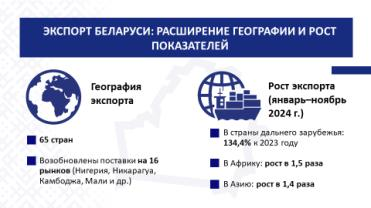 ЭКСПОРТ БЕЛАРУСИ: РАСШИРЕНИЕ ГЕОГРАФИИ И РОСТ
ПОКАЗАТЕЛЕЙ
География
экспорта
65 стран
Возобновлены поставки на 16
рынков (Нигерия, Никарагуа,
Камбоджа, Мали и др.)
Рост экспорта
(январь–ноябрь
2024 г.)
В страны дальнего зарубежья:
134,4% к 2023 году
В Африку: рост в 1,5 раза
В Азию: рост в 1,4 раза